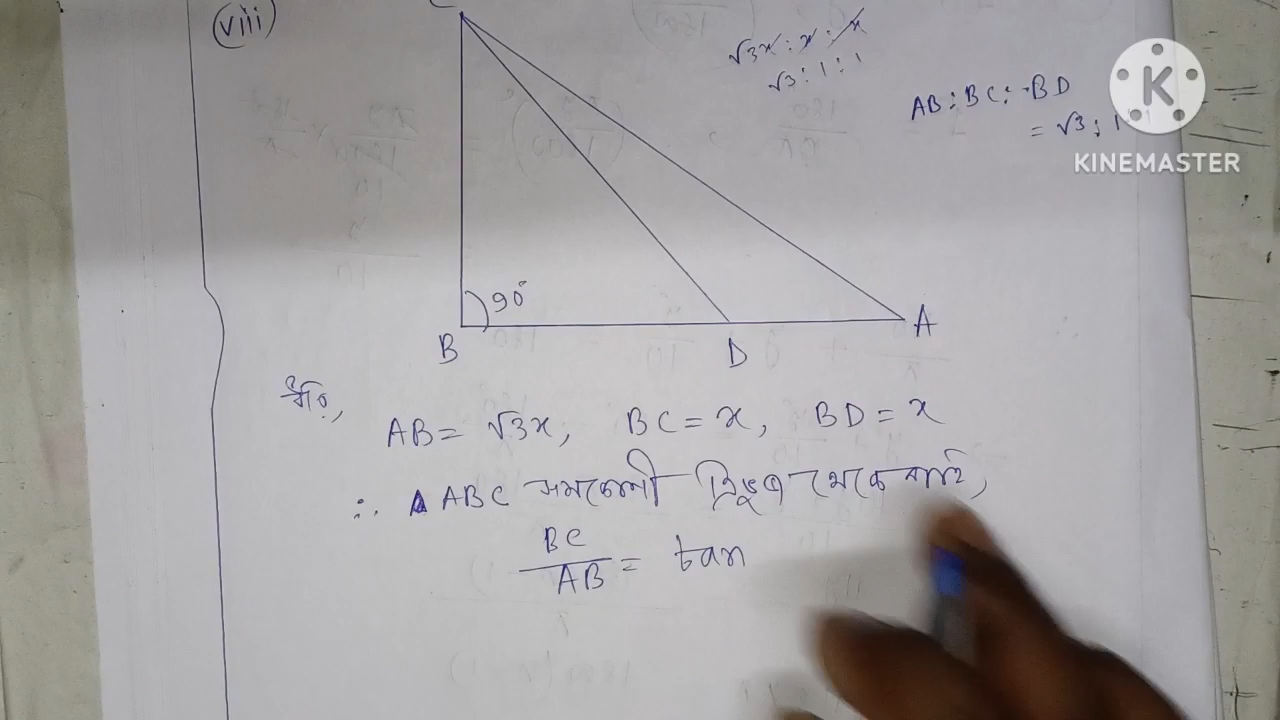 (viii)
√3x : x : x
√3 : 1 : 1
AB : BC : BD
= √3 : 1
K
KINEMASTER
90°
B
D
A
ধরি,
AB = √3x, BC = x, BD = x
∴ ΔABC সমকোণী ত্রিভুজ থেকে পাই,
BC
AB = tan